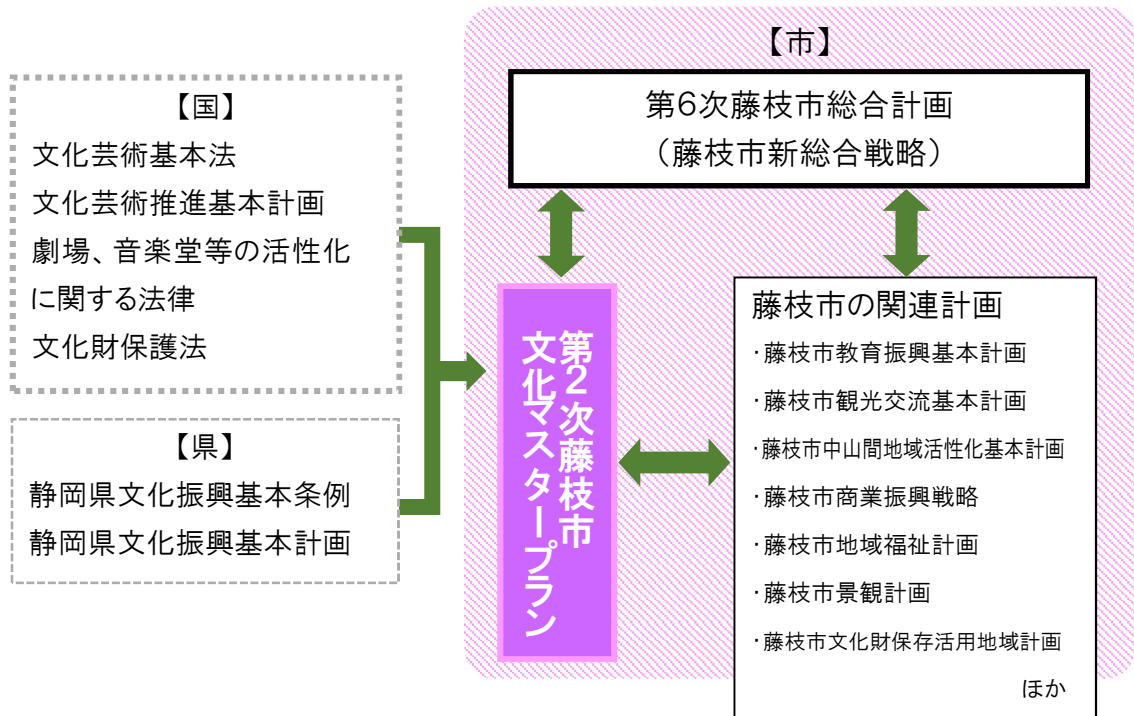 【国】
文化芸術基本法
文化芸術推進基本計画
劇場、音楽堂等の活性化
に関する法律
文化財保護法
【県】
静岡県文化振興基本条例
静岡県文化振興基本計画
【市】
第6次藤枝市総合計画
（藤枝市新総合戦略）
第2次藤枝市
文化マスタープラン
藤枝市の関連計画
・藤枝市教育振興基本計画
・藤枝市観光交流基本計画
・藤枝市中山間地域活性化基本計画
・藤枝市商業振興戦略
・藤枝市地域福祉計画
・藤枝市景観計画
・藤枝市文化財保存活用地域計画
ほか